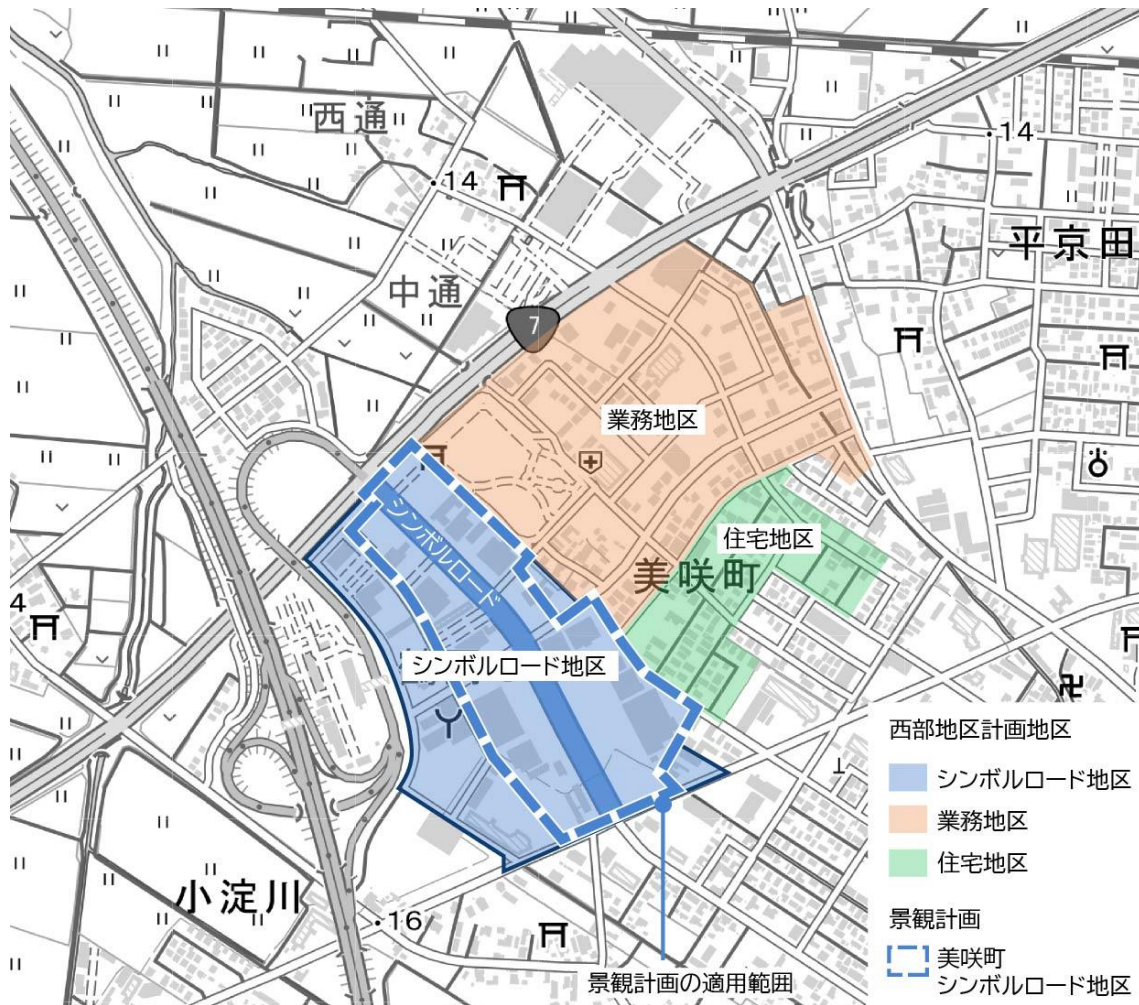 西通
14
14
平京田
中通
7
業務地区
住宅地区
美咲町
シンボルロード
シンボルロード地区
4
小淀川
16
景観計画の適用範囲
西部地区計画地区
シンボルロード地区
業務地区
住宅地区
景観計画
美咲町
シンボルロード地区